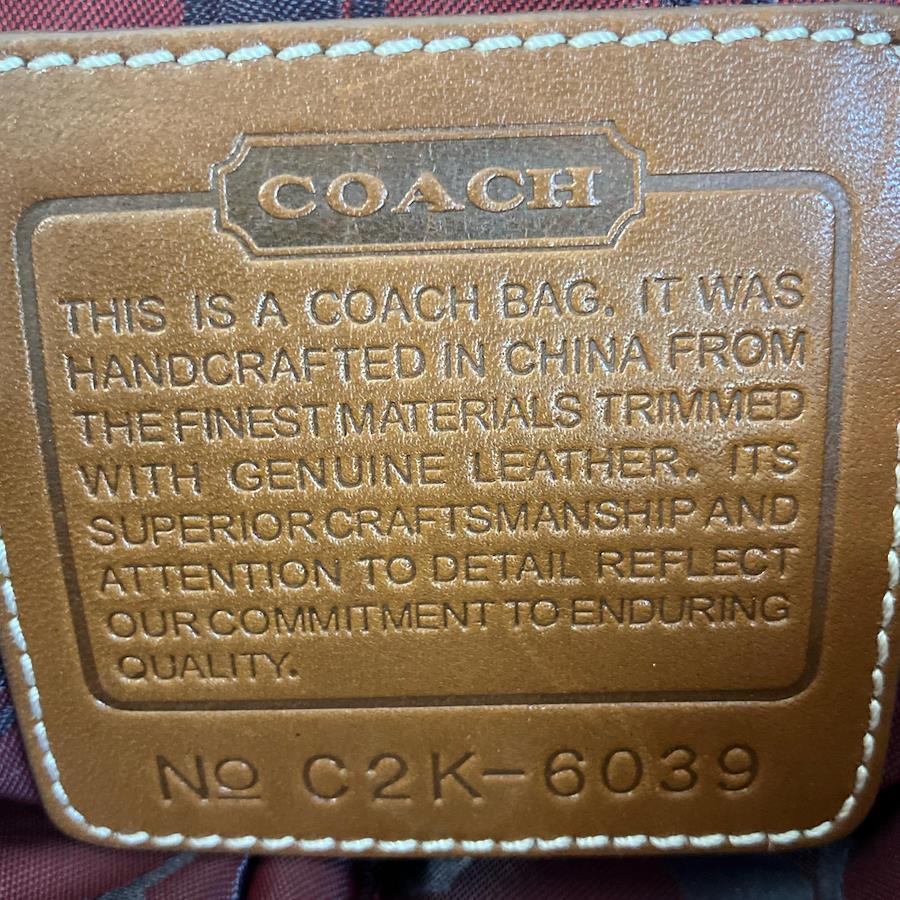 COACH
THIS IS A COACH BAG. IT WAS
HANDCRAFTED IN CHINA FROM
THE FINEST MATERIALS TRIMMED
WITH GENUINE LEATHER. ITS
SUPERIOR CRAFTSMANSHIP AND
ATTENTION TO DETAIL REFLECT
OUR COMMITMENT TO ENDURING
QUALITY.
No C2K-6039